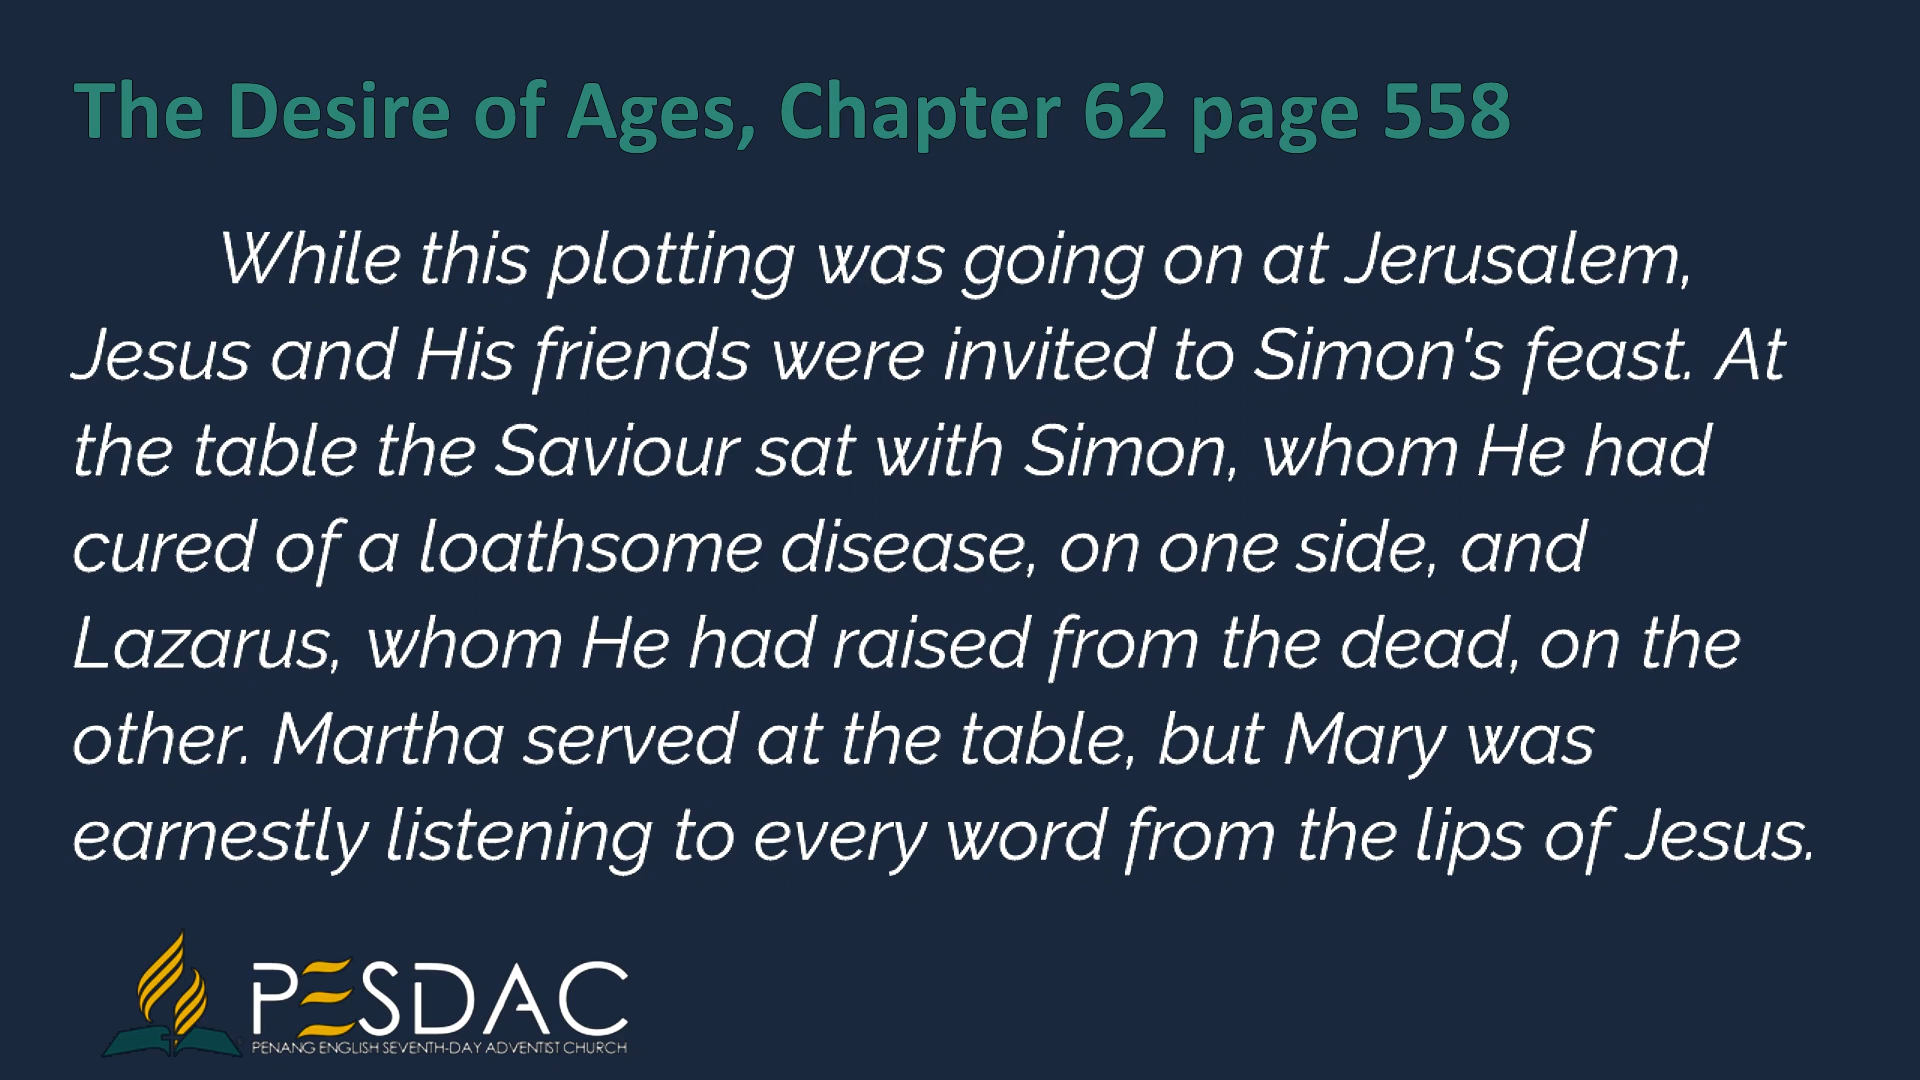 The Desire of Ages, Chapter 62 page 558
While this plotting was going on at Jerusalem,
Jesus and His friends were invited to Simon's feast. At
the table the Saviour sat with Simon, whom He had
cured of a loathsome disease, on one side, and
Lazarus, whom He had raised from the dead, on the
other. Martha served at the table, but Mary was
earnestly listening to every word from the lips of Jesus.
PESDAC
PENANG ENGLISH SEVENTH-DAY ADVENTIST CHURCH